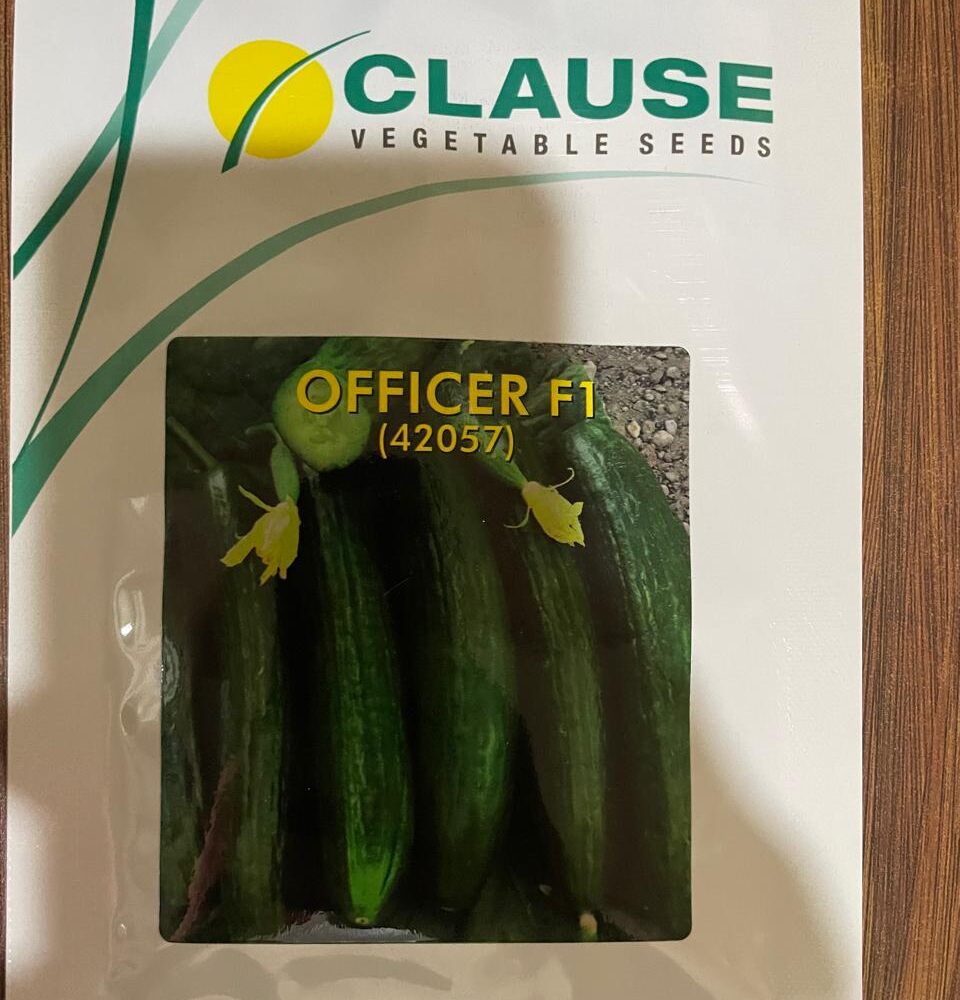 CLAUSE
VEGETABLE SEEDS
OFFICER F1
(42057)